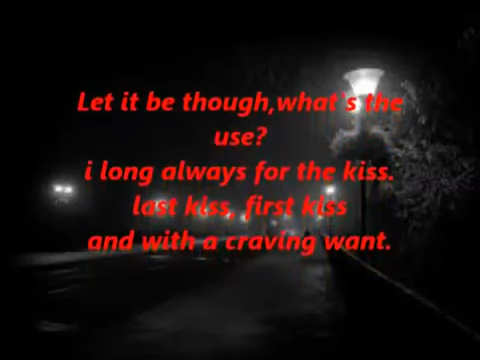 Let it be though,what`s the
use?
i long always for the kiss.
last kiss, first kiss
and with a craving want.